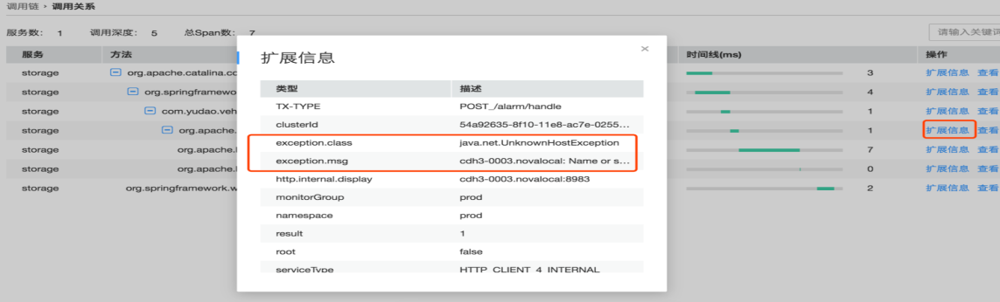 调用链 › 调用关系
服务数： 1 调用深度： 5 总Span数： 7 请输入关键词
服务 方法 时间线(ms) 操作
storage org.apache.catalina.cc 3 扩展信息 查看
storage org.springframewo 4 扩展信息 查看
storage com.yudao.veh 1 扩展信息 查看
storage org.apache. 1 扩展信息 查看
storage org.apache. 7 扩展信息 查看
storage org.apache. 0 扩展信息 查看
storage org.springframework.w 2 扩展信息 查看
扩展信息 ×
类型 描述
TX-TYPE POST_/alarm/handle
clusterId 54a92635-8f10-11e8-ac7e-0255...
exception.class java.net.UnknownHostException
exception.msg cdh3-0003.novalocal: Name or s...
http.internal.display cdh3-0003.novalocal:8983
monitorGroup prod
namespace prod
result 1
root false
serviceType HTTP_CLIENT_4_INTERNAL